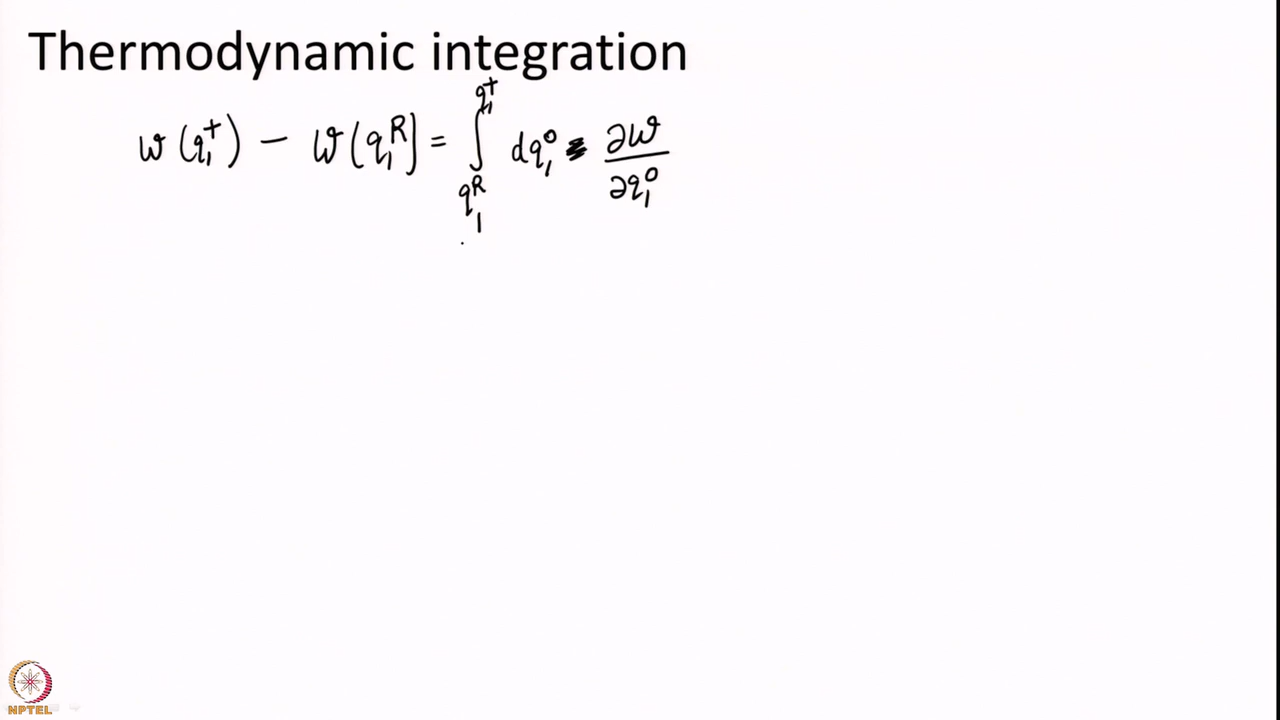 Thermodynamic integration
w(q₁†) − w(q₁ᴿ) = ∫_{q₁ᴿ}^{q₁†} dq₁⁰ ∂w/∂q₁⁰
NPTEL